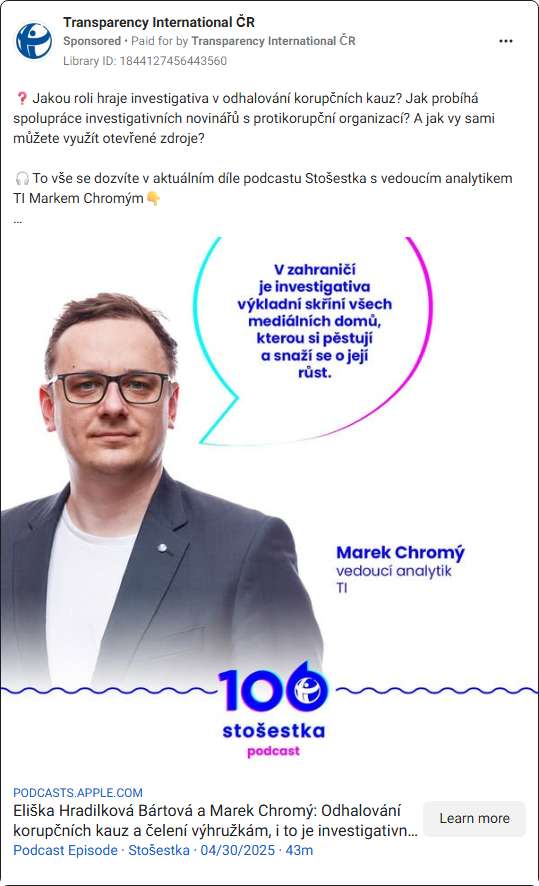 Transparency International ČR
Sponsored • Paid for by Transparency International ČR
Library ID: 1844127456443560
❓ Jakou roli hraje investigativa v odhalování korupčních kauz? Jak probíhá
spolupráce investigativních novinářů s protikorupční organizací? A jak vy sami
můžete využít otevřené zdroje?
🎧 To vše se dozvíte v aktuálním díle podcastu Stošestka s vedoucím analytikem
TI Markem Chromým👇
...
V zahraničí
je investigativa
výkladní skříní všech
mediálních domů,
kterou si pěstují
a snaží se o její
růst.
Marek Chromý
vedoucí analytik
TI
106
stošestka
podcast
PODCASTS.APPLE.COM
Eliška Hradilková Bártová a Marek Chromý: Odhalování
korupčních kauz a čelení výhružkám, i to je investigativn...
Learn more
Podcast Episode · Stošestka · 04/30/2025 · 43m